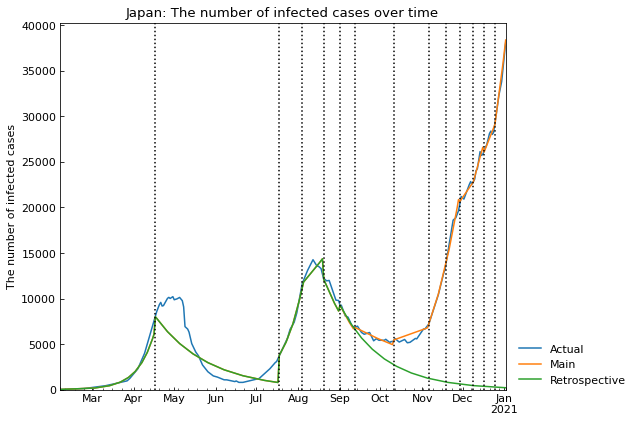 Japan: The number of infected cases over time
The number of infected cases
40000
35000
30000
25000
20000
15000
10000
5000
0
Mar Apr May Jun Jul Aug Sep Oct Nov Dec Jan
2021
Actual
Main
Retrospective